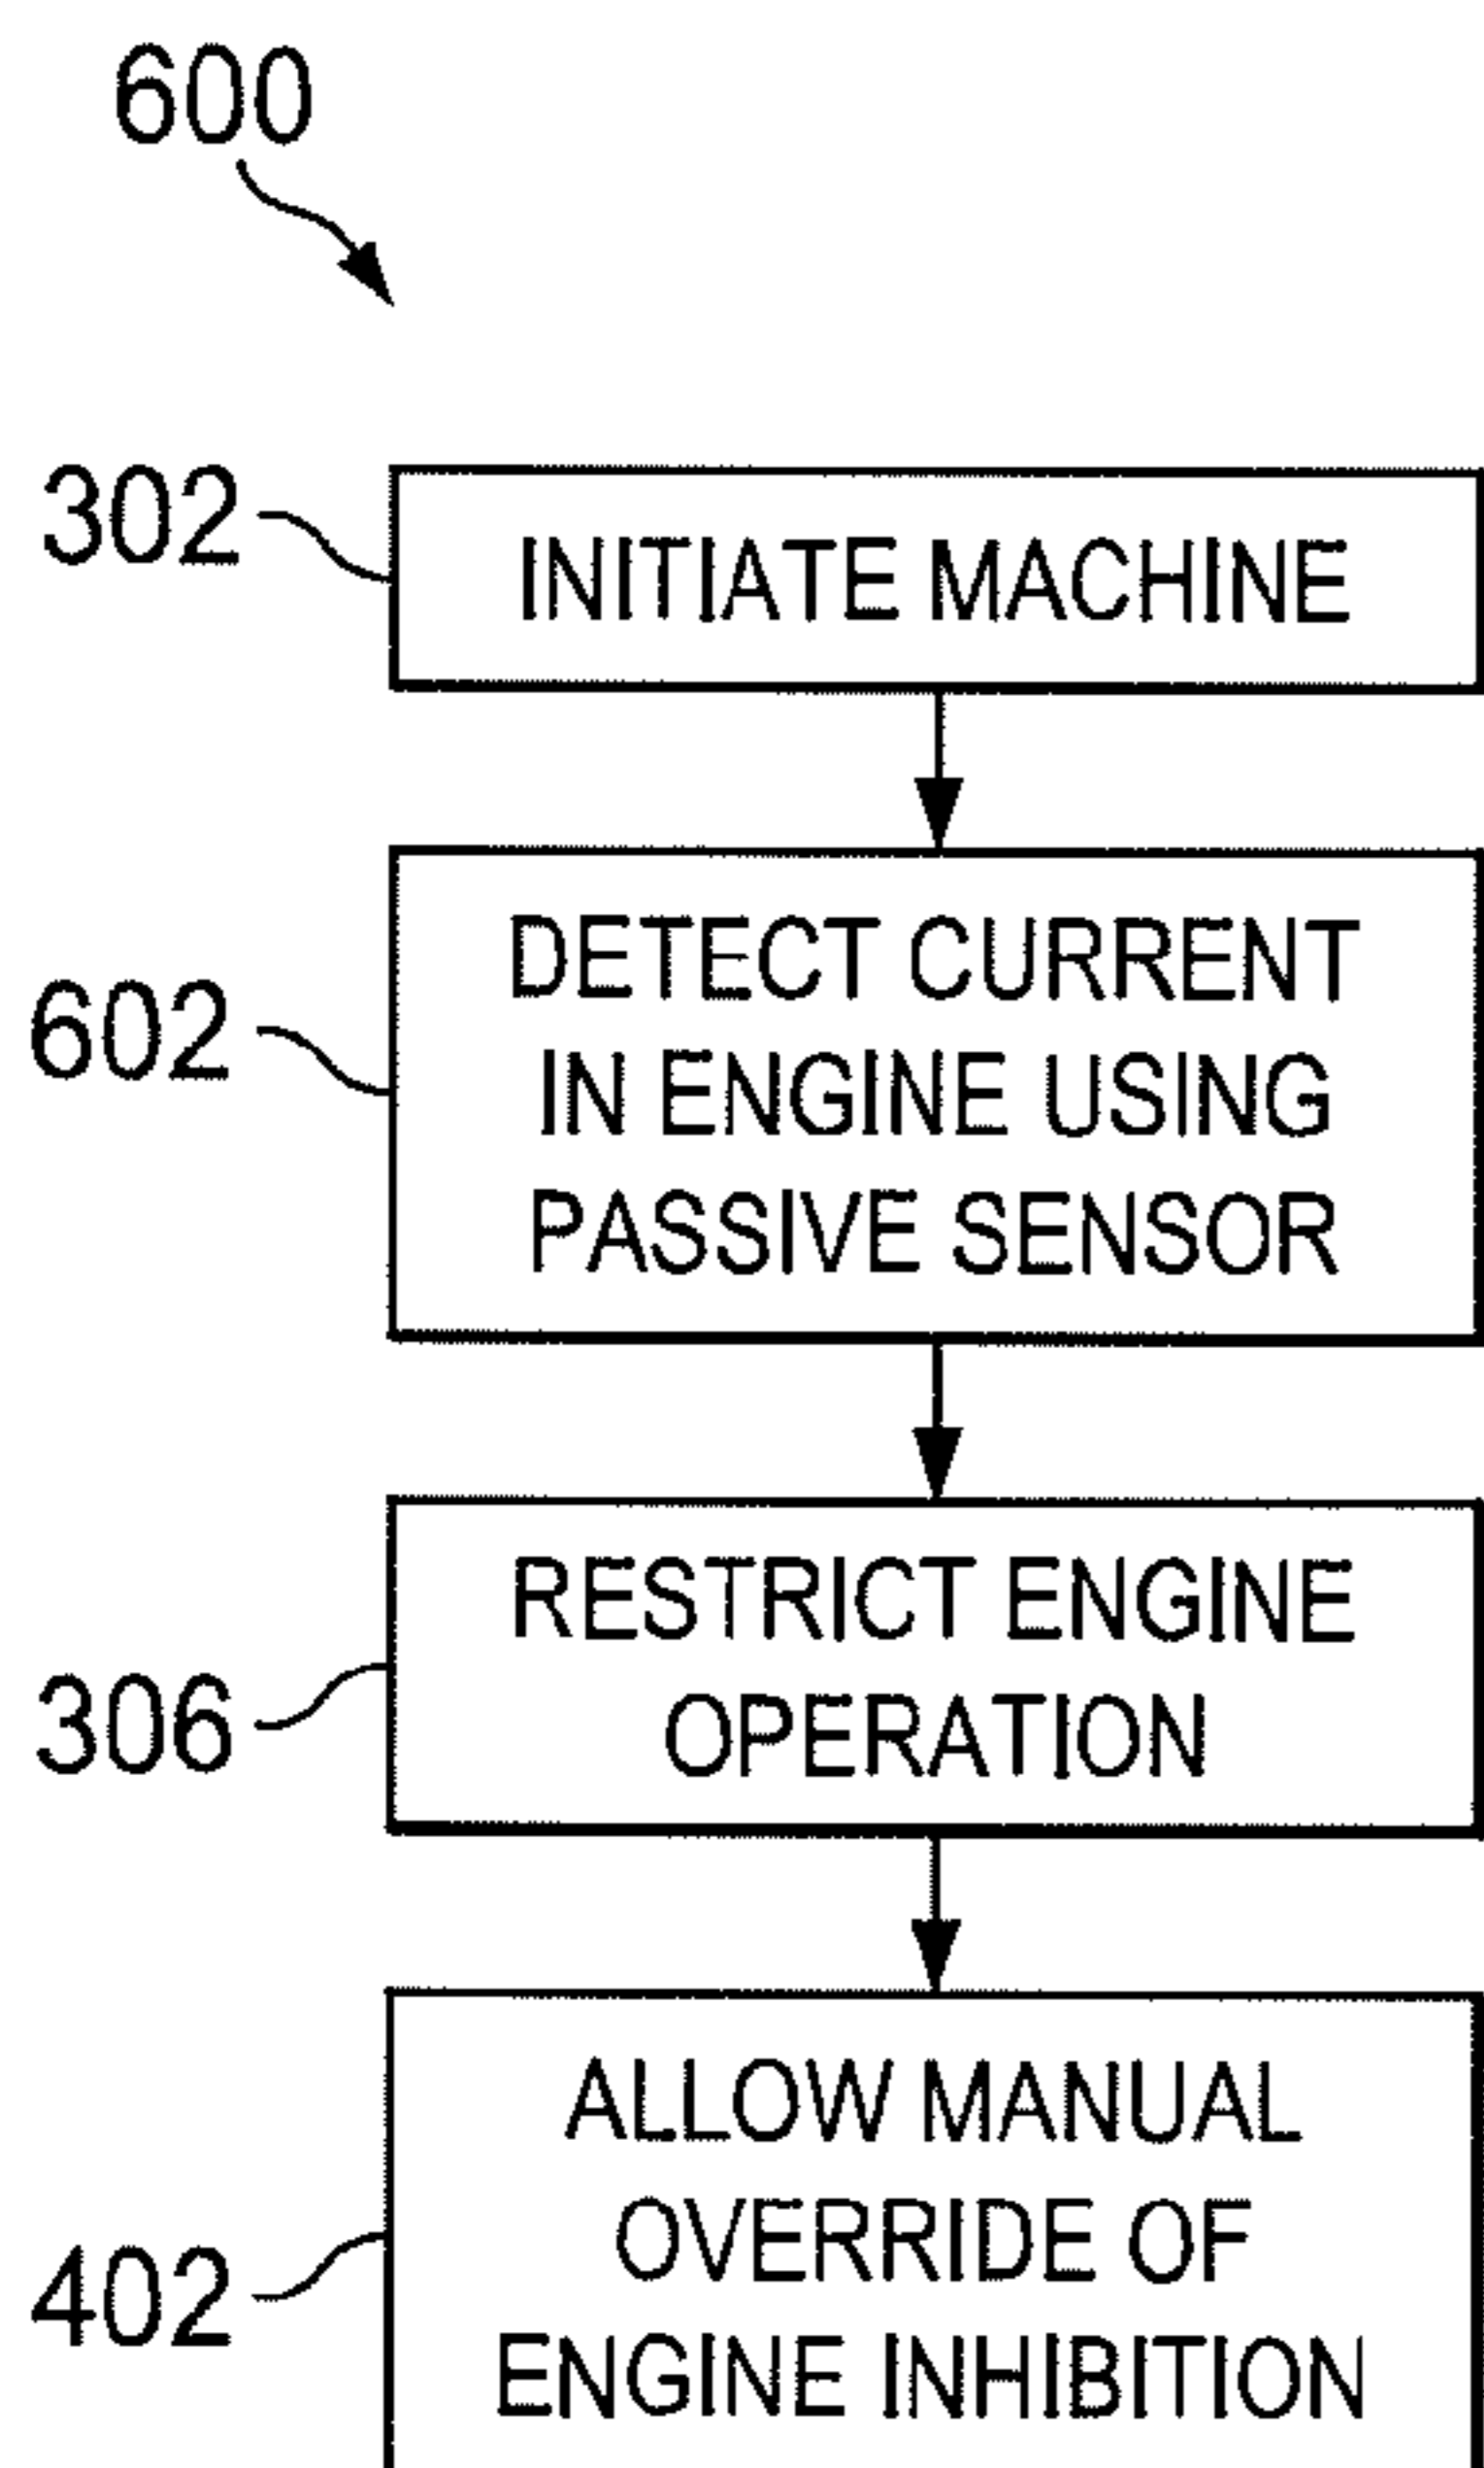 600
302
INITIATE MACHINE
602
DETECT CURRENT
IN ENGINE USING
PASSIVE SENSOR
306
RESTRICT ENGINE
OPERATION
402
ALLOW MANUAL
OVERRIDE OF
ENGINE INHIBITION